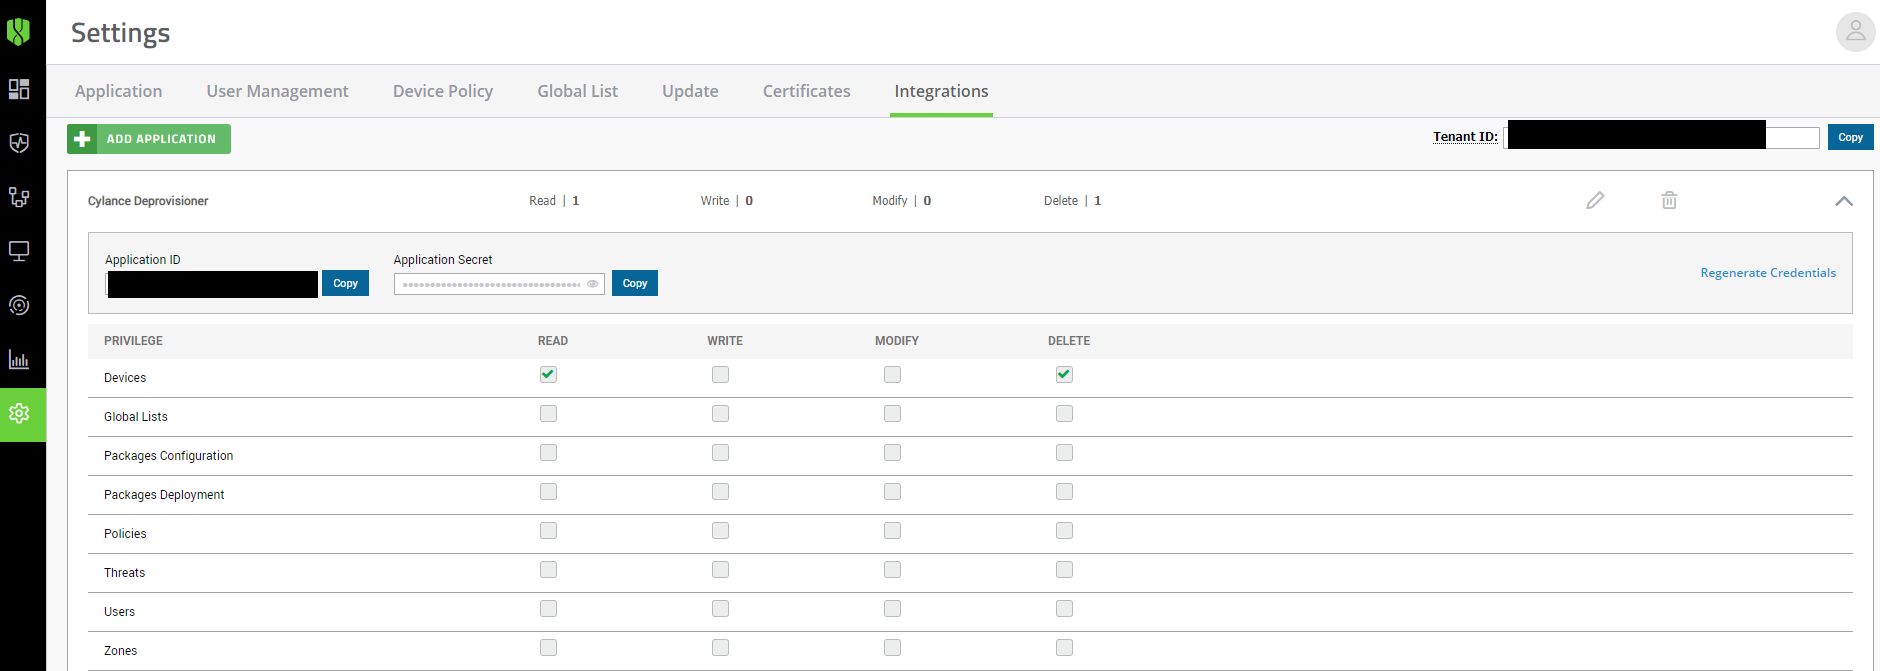 Settings
Application User Management Device Policy Global List Update Certificates Integrations
ADD APPLICATION Tenant ID: Copy
Cylance Deprovisioner Read | 1 Write | 0 Modify | 0 Delete | 1
Application ID Application Secret
Copy Copy Regenerate Credentials
PRIVILEGE READ WRITE MODIFY DELETE
Devices
Global Lists
Packages Configuration
Packages Deployment
Policies
Threats
Users
Zones